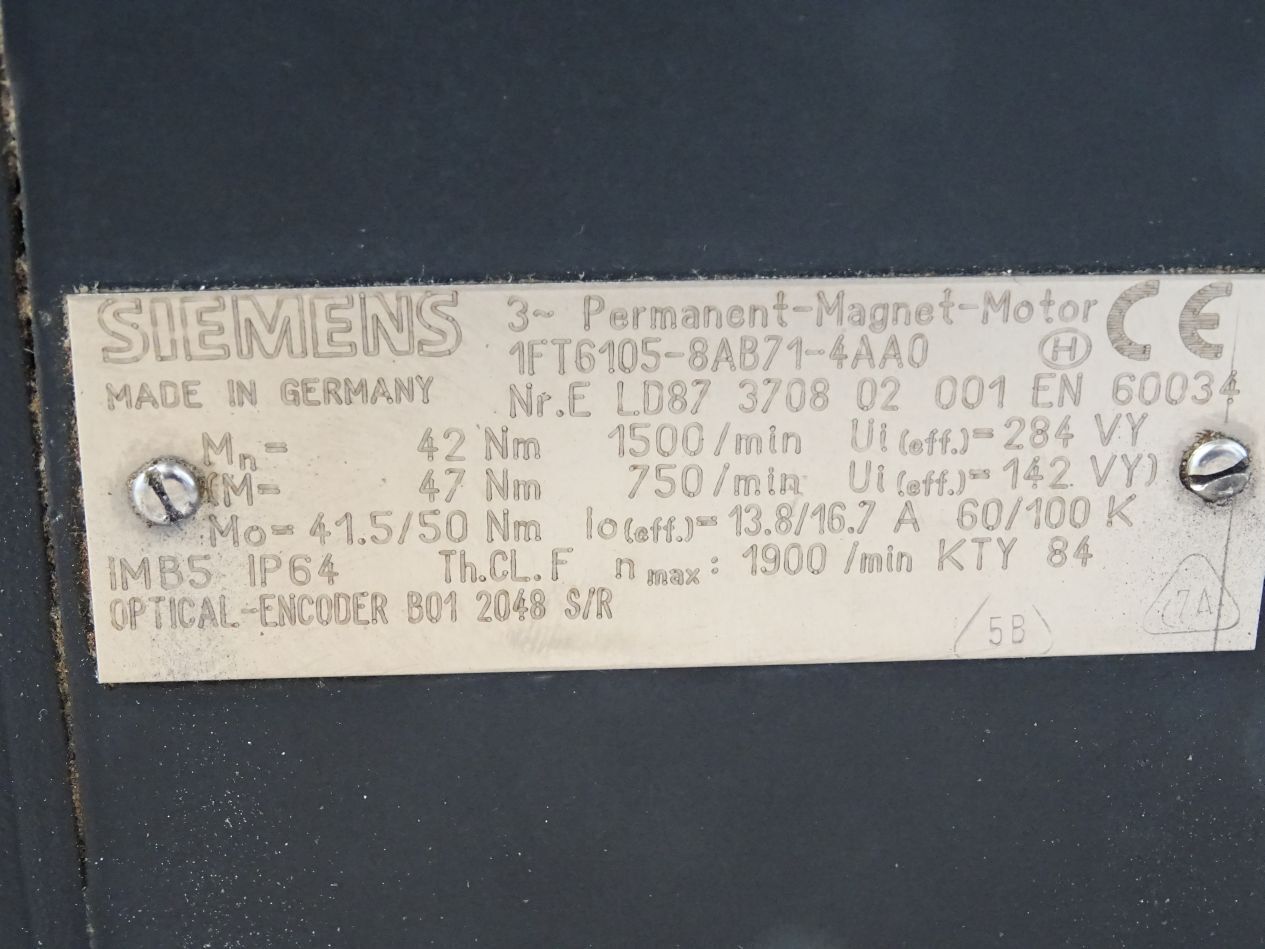 SIEMENS 3~ Permanent-Magnet-Motor CE
1FT6105-8AB71-4AA0 H
MADE IN GERMANY Nr.E LD87 3708 02 001 EN 60034
Mn= 42 Nm 1500/min Ui(eff.)=284 VY
(M= 47 Nm 750/min Ui(eff.)=142 VY)
Mo=41.5/50 Nm Io(eff.)=13.8/16.7 A 60/100 K
IMB5 IP64 Th.CL.F n max: 1900 /min KTY 84
OPTICAL-ENCODER B01 2048 S/R
5B 7A